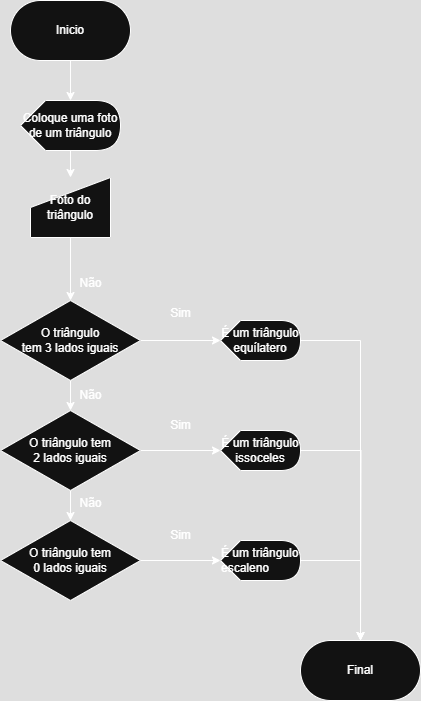 Inicio
Coloque uma foto
de um triângulo
Foto do
triângulo
Não
O triângulo
tem 3 lados iguais
Sim
É um triângulo
equílatero
Não
O triângulo tem
2 lados iguais
Sim
É um triângulo
issoceles
Não
O triângulo tem
0 lados iguais
Sim
É um triângulo
escaleno
Final